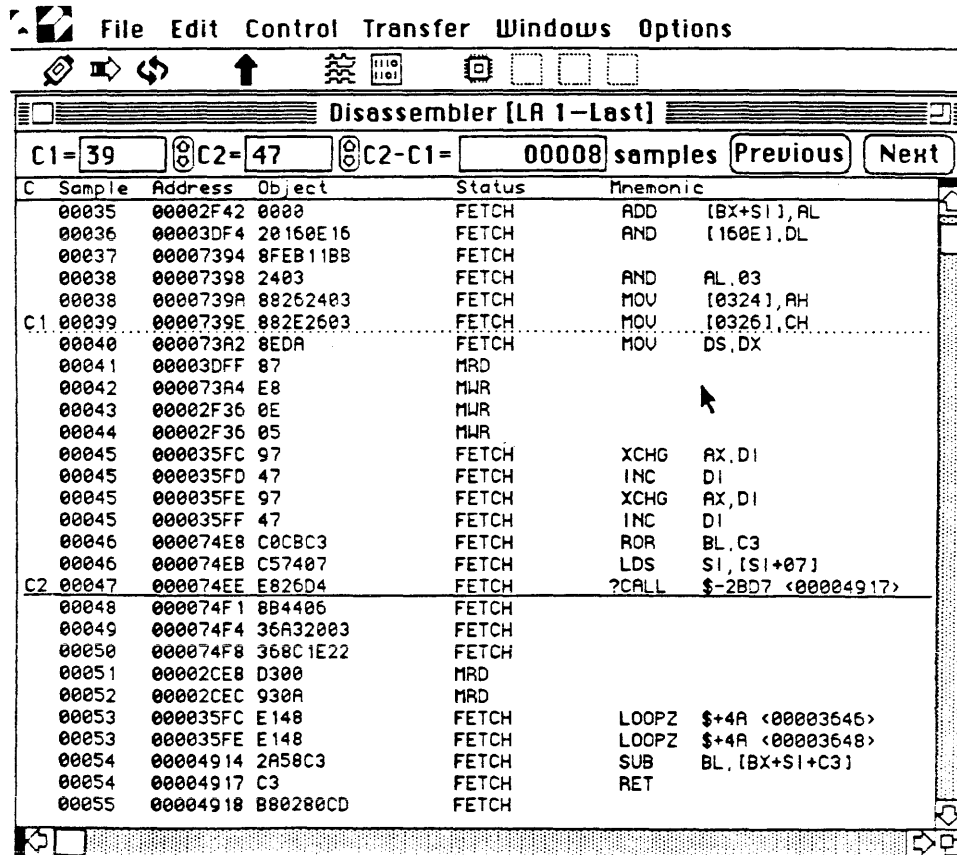 File Edit Control Transfer Windows Options
1110
1101
Disassembler [LA 1—Last]
C1= 39 C2= 47 C2-C1= 00008 samples Previous Next
C Sample Address Object Status Mnemonic
00035 00002F42 0000 FETCH ADD [BX+SI],AL
00036 00003DF4 20160E16 FETCH AND [160E],DL
00037 00007394 8FEB11BB FETCH
00038 00007398 2403 FETCH AND AL,03
00038 0000739A 88262403 FETCH MOV [0324],AH
C1 00039 0000739E 882E2603 FETCH MOV [0326],CH
00040 000073A2 8EDA FETCH MOV DS,DX
00041 00003DFF 87 MRD
00042 000073A4 E8 MWR
00043 00002F36 0E MWR
00044 00002F36 05 MWR
00045 000035FC 97 FETCH XCHG AX,DI
00045 000035FD 47 FETCH INC DI
00045 000035FE 97 FETCH XCHG AX,DI
00045 000035FF 47 FETCH INC DI
00046 000074E8 C0CBC3 FETCH ROR BL,C3
00046 000074EB C57407 FETCH LDS SI,[SI+07]
C2 00047 000074EE E826D4 FETCH ?CALL $-2BD7 <00004917>
00048 000074F1 8B4406 FETCH
00049 000074F4 36A32003 FETCH
00050 000074F8 368C1E22 FETCH
00051 00002CE8 D300 MRD
00052 00002CEC 930A MRD
00053 000035FC E148 FETCH LOOPZ $+4A <00003646>
00053 000035FE E148 FETCH LOOPZ $+4A <00003648>
00054 00004914 2A58C3 FETCH SUB BL,[BX+SI+C3]
00054 00004917 C3 FETCH RET
00055 00004918 B80280CD FETCH